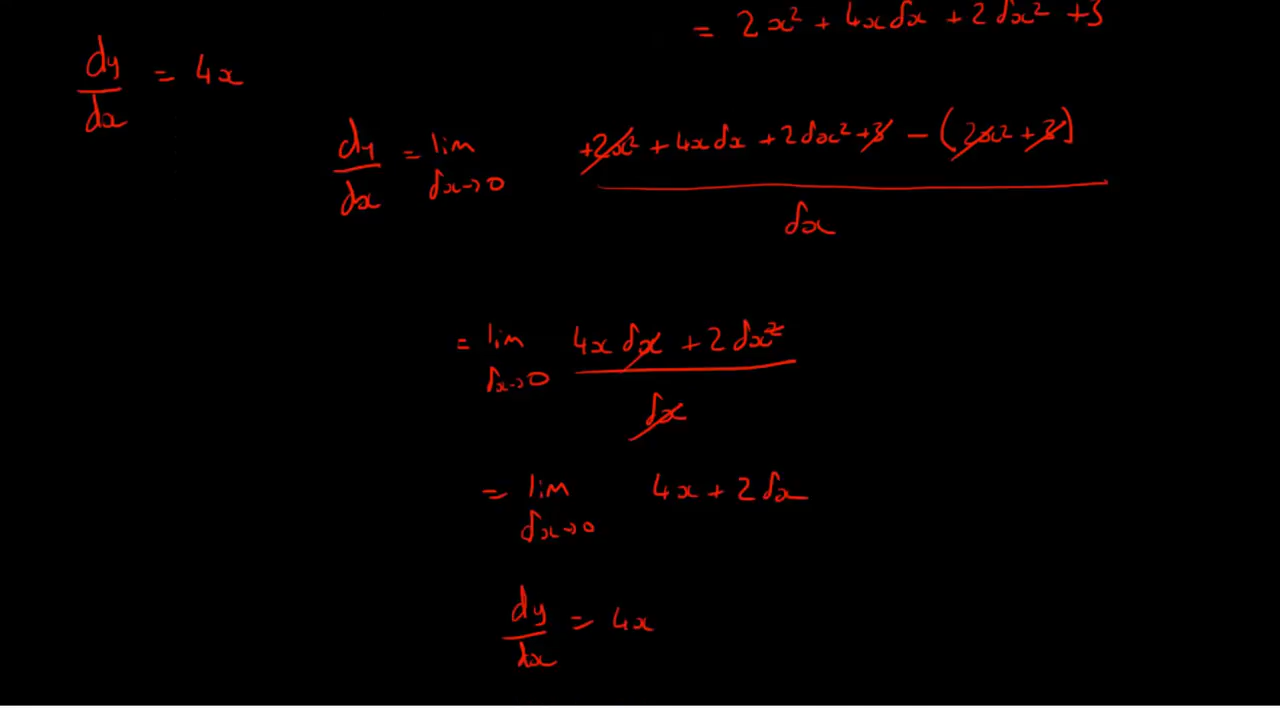 = 2x² + 4xδx + 2δx² + 3
dy/dx = 4x
dy/dx = lim δx→0 (+2x² + 4xδx + 2δx² + 3 − (2x² + 3)) / δx
= lim δx→0 (4xδx + 2δx²) / δx
= lim δx→0 4x + 2δx
dy/dx = 4x